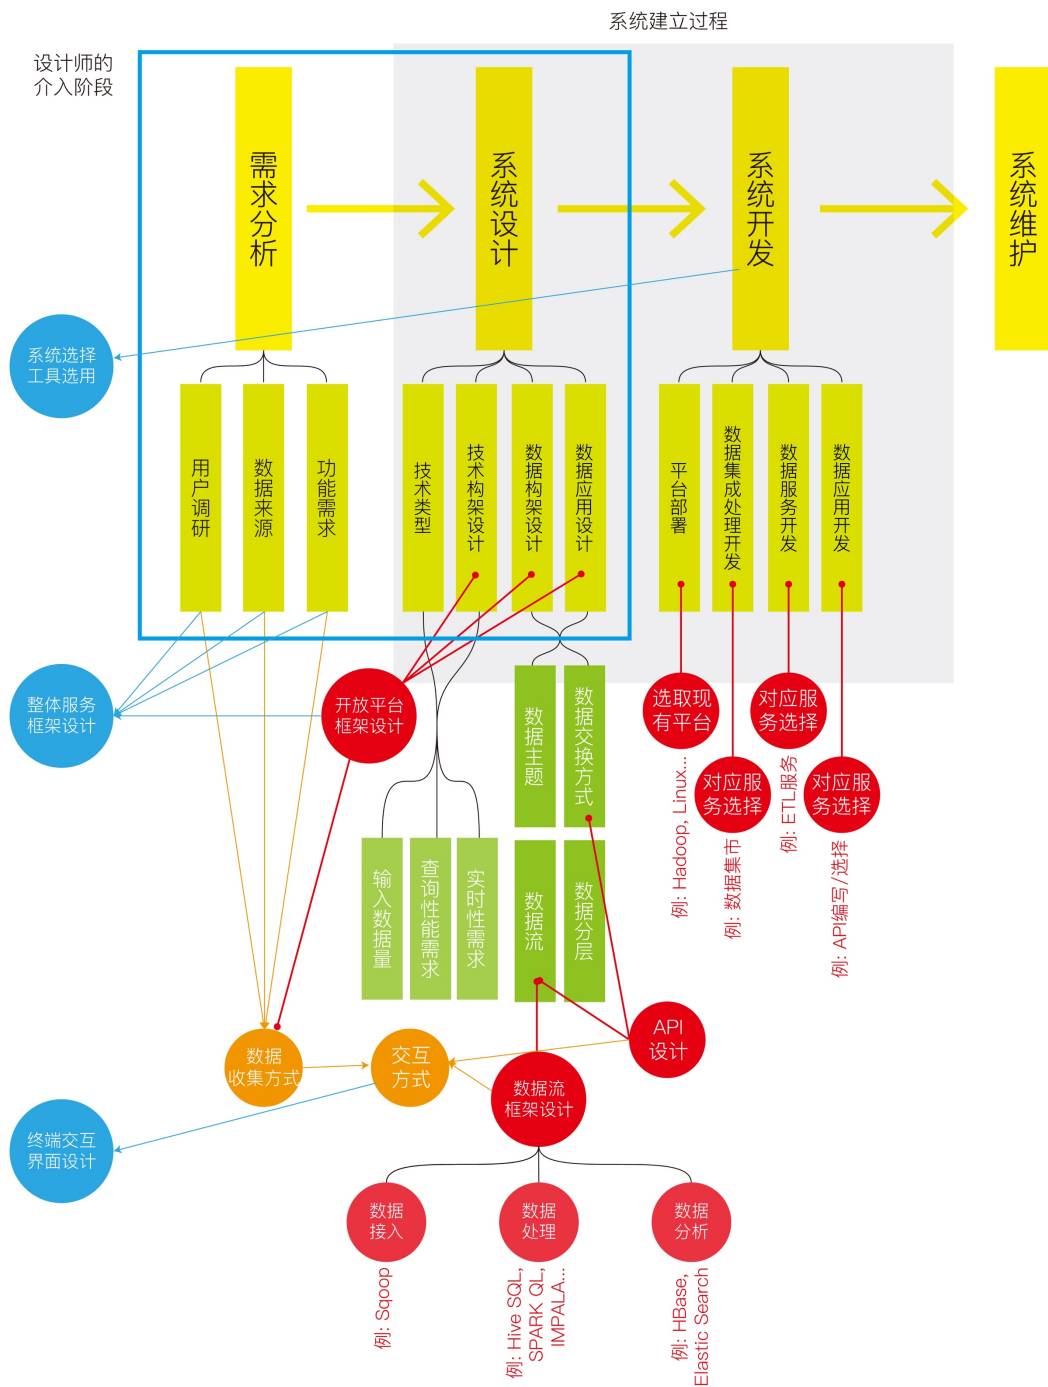 系统建立过程
设计师的
介入阶段
需求分析
系统设计
系统开发
系统维护
系统选择
工具选用
用户调研
数据来源
功能需求
技术类型
技术构架设计
数据构架设计
数据应用设计
平台部署
数据集成处理开发
数据服务开发
数据应用开发
整体服务
框架设计
开放平台
框架设计
数据主题
数据交换方式
选取现
有平台
对应服
务选择
对应服
务选择
对应服
务选择
例: Hadoop, Linux...
例: 数据集市
例: ETL服务
例: API编写/选择
输入数据量
查询性能需求
实时性需求
数据流
数据分层
数据
收集方式
交互
方式
API
设计
数据流
框架设计
终端交互
界面设计
数据
接入
数据
处理
数据
分析
例: Sqoop
例: Hive SQL,
SPARK QL,
IMPALA...
例: HBase,
Elastic Search